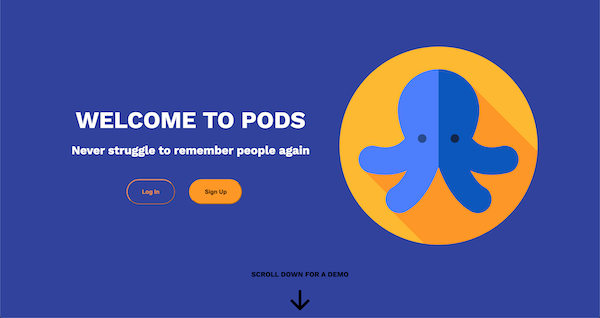 WELCOME TO PODS
Never struggle to remember people again
Log In
Sign Up
SCROLL DOWN FOR A DEMO